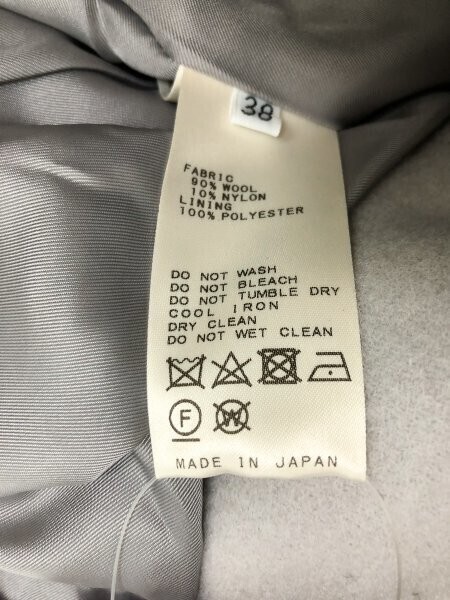 38
FABRIC
90% WOOL
10% NYLON
LINING
100% POLYESTER
DO NOT WASH
DO NOT BLEACH
DO NOT TUMBLE DRY
COOL IRON
DRY CLEAN
DO NOT WET CLEAN
F W
MADE IN JAPAN